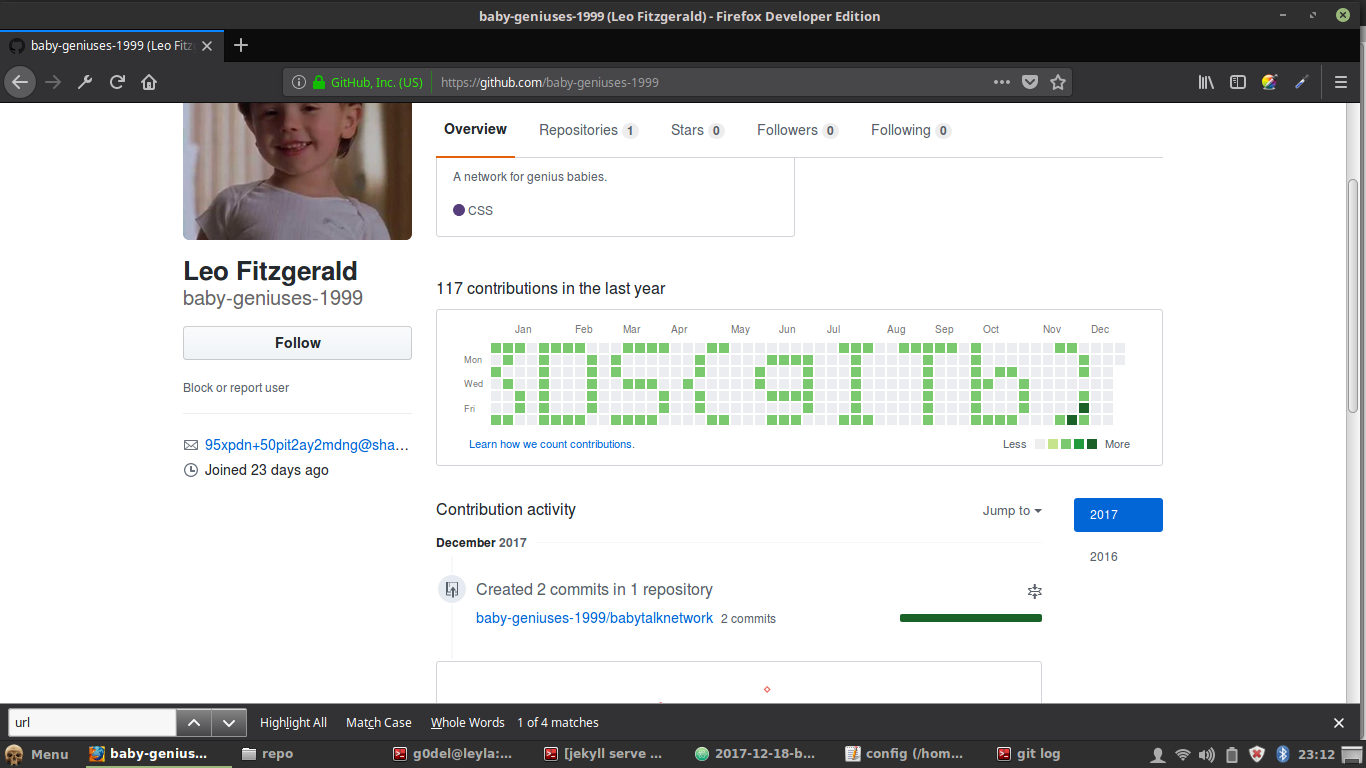 baby-geniuses-1999 (Leo Fitzgerald) - Firefox Developer Edition
baby-geniuses-1999 (Leo Fitz
GitHub, Inc. (US) https://github.com/baby-geniuses-1999
Overview Repositories 1 Stars 0 Followers 0 Following 0
A network for genius babies.
CSS
Leo Fitzgerald
baby-geniuses-1999
Follow
Block or report user
95xpdn+50pit2ay2mdng@sha...
Joined 23 days ago
117 contributions in the last year
Jan Feb Mar Apr May Jun Jul Aug Sep Oct Nov Dec
Mon
Wed
Fri
Learn how we count contributions. Less More
Contribution activity Jump to
2017
2016
December 2017
Created 2 commits in 1 repository
baby-geniuses-1999/babytalknetwork 2 commits
url Highlight All Match Case Whole Words 1 of 4 matches
Menu baby-genius... repo g0del@leyla:... [jekyll serve ... 2017-12-18-b... config (/hom... git log 23:12